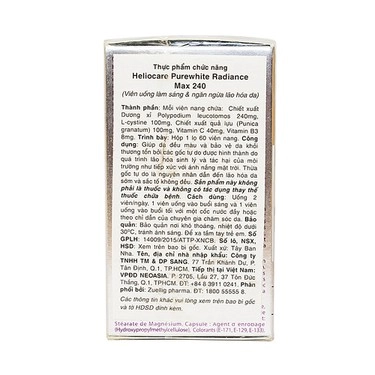 Thực phẩm chức năng
Heliocare Purewhite Radiance
Max 240
(Viên uống làm sáng & ngăn ngừa lão hóa da)
Thành phần: Mỗi viên nang chứa: Chiết xuất
Dương xỉ Polypodium leucotomos 240mg,
L-cystine 100mg, Chiết xuất quả lựu (Punica
granatum) 100mg, Vitamin C 40mg, Vitamin B3
8mg. Trình bày: Hộp 1 lọ 60 viên nang. Công
dụng: Giúp da đều màu và bảo vệ da khỏi
thương tổn bởi các gốc tự do được hình thành do
quá trình lão hóa sinh lý và tác hại của môi
trường như tiếp xúc với ánh nắng mặt trời. Thừa
gốc tự do là nguyên nhân dẫn đến lão hóa da
sớm và sắc tố không đều. Sản phẩm này không
phải là thuốc và không có tác dụng thay thế
thuốc chữa bệnh. Cách dùng: Uống 2
viên/ngày, 1 viên uống vào buổi sáng và 1 viên
uống vào buổi tối với một cốc nước đầy hoặc
theo chỉ dẫn của chuyên gia chăm sóc da. Bảo
quản: Bảo quản nơi khô thoáng, nhiệt độ dưới
30°C, tránh ánh sáng. Để xa tầm tay trẻ em. Số
GPLH: 14009/2015/ATTP-XNCB. Số lô, NSX,
HSD: Xem trên bao bì gốc. Xuất xứ: Tây Ban
Nha. Tên, địa chỉ nhà nhập khẩu: Công ty
TNHH TM & DP SANG. 77 Trần Khánh Dư, P.
Tân Định, Q.1, TP.HCM. Tiếp thị tại Việt Nam:
VPĐD NEOASIA. P: 2705, Lầu 27, 37 Tôn Đức
Thắng, Q.1, TPHCM. ĐT: +84 8 3911 0241. Phân
phối bởi: Zuellig pharma. ĐT: 1800 55555 8.
Các thông tin khác vui lòng xem trên bao bì gốc
và tờ HDSD đính kèm.
Stéarate de Magnésium. Capsule: Agent d'enrobage
(Hydroxypropylmethylcellulose), Colorants (E-171, E-129, E-133).